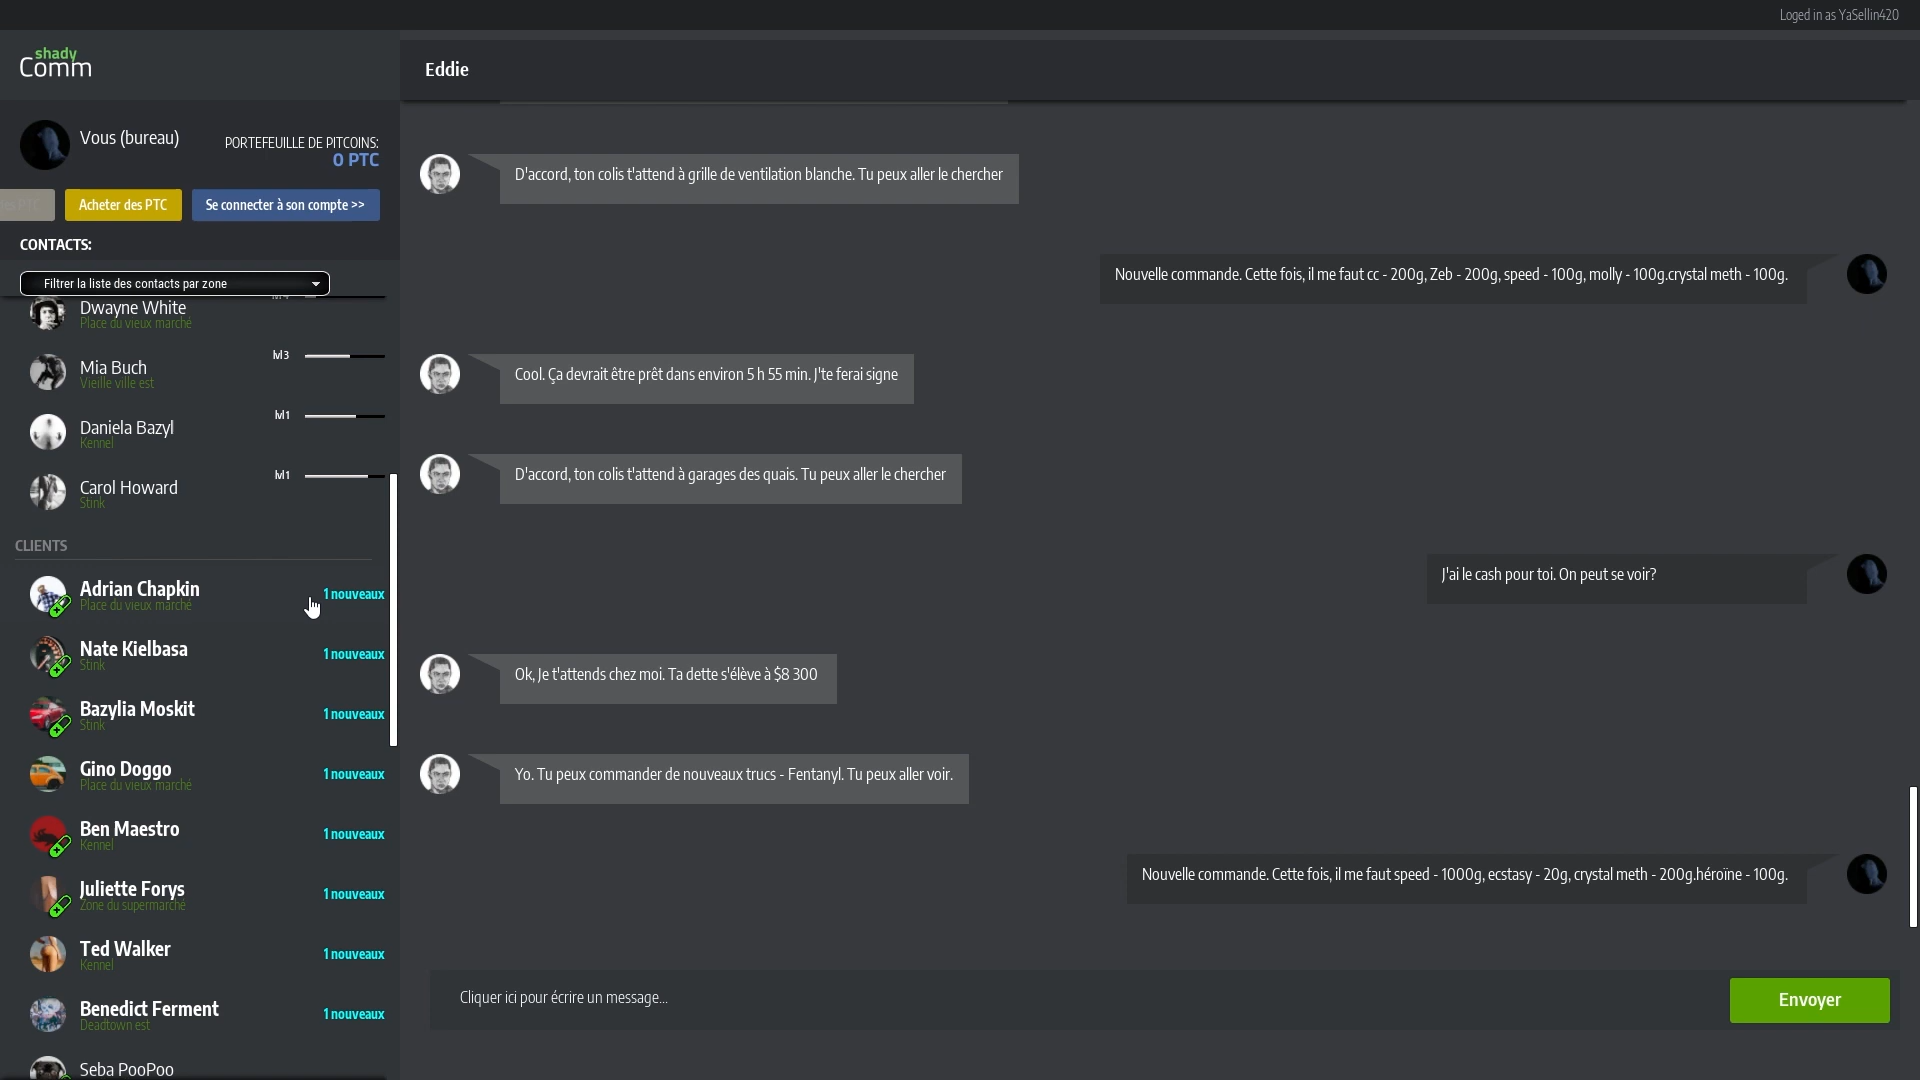 Loged in as YaSellin420
shady
Comm
Eddie
Vous (bureau)
PORTEFEUILLE DE PITCOINS:
0 PTC
Acheter des PTC
Se connecter à son compte >>
CONTACTS:
Filtrer la liste des contacts par zone
Dwayne White
Place du vieux marché
lvl 3
Mia Buch
Vieille ville est
lvl 1
Daniela Bazyl
Kennel
lvl 1
Carol Howard
Stink
CLIENTS
Adrian Chapkin
Place du vieux marché
1 nouveaux
Nate Kielbasa
Stink
1 nouveaux
Bazylia Moskit
Stink
1 nouveaux
Gino Doggo
Place du vieux marché
1 nouveaux
Ben Maestro
Kennel
1 nouveaux
Juliette Forys
Zone du supermarché
1 nouveaux
Ted Walker
Kennel
1 nouveaux
Benedict Ferment
Deadtown est
1 nouveaux
Seba PooPoo
D'accord, ton colis t'attend à grille de ventilation blanche. Tu peux aller le chercher
Nouvelle commande. Cette fois, il me faut cc - 200g, Zeb - 200g, speed - 100g, molly - 100g.crystal meth - 100g.
Cool. Ça devrait être prêt dans environ 5 h 55 min. J'te ferai signe
D'accord, ton colis t'attend à garages des quais. Tu peux aller le chercher
J'ai le cash pour toi. On peut se voir?
Ok, Je t'attends chez moi. Ta dette s'élève à $8 300
Yo. Tu peux commander de nouveaux trucs - Fentanyl. Tu peux aller voir.
Nouvelle commande. Cette fois, il me faut speed - 1000g, ecstasy - 20g, crystal meth - 200g.héroïne - 100g.
Cliquer ici pour écrire un message...
Envoyer